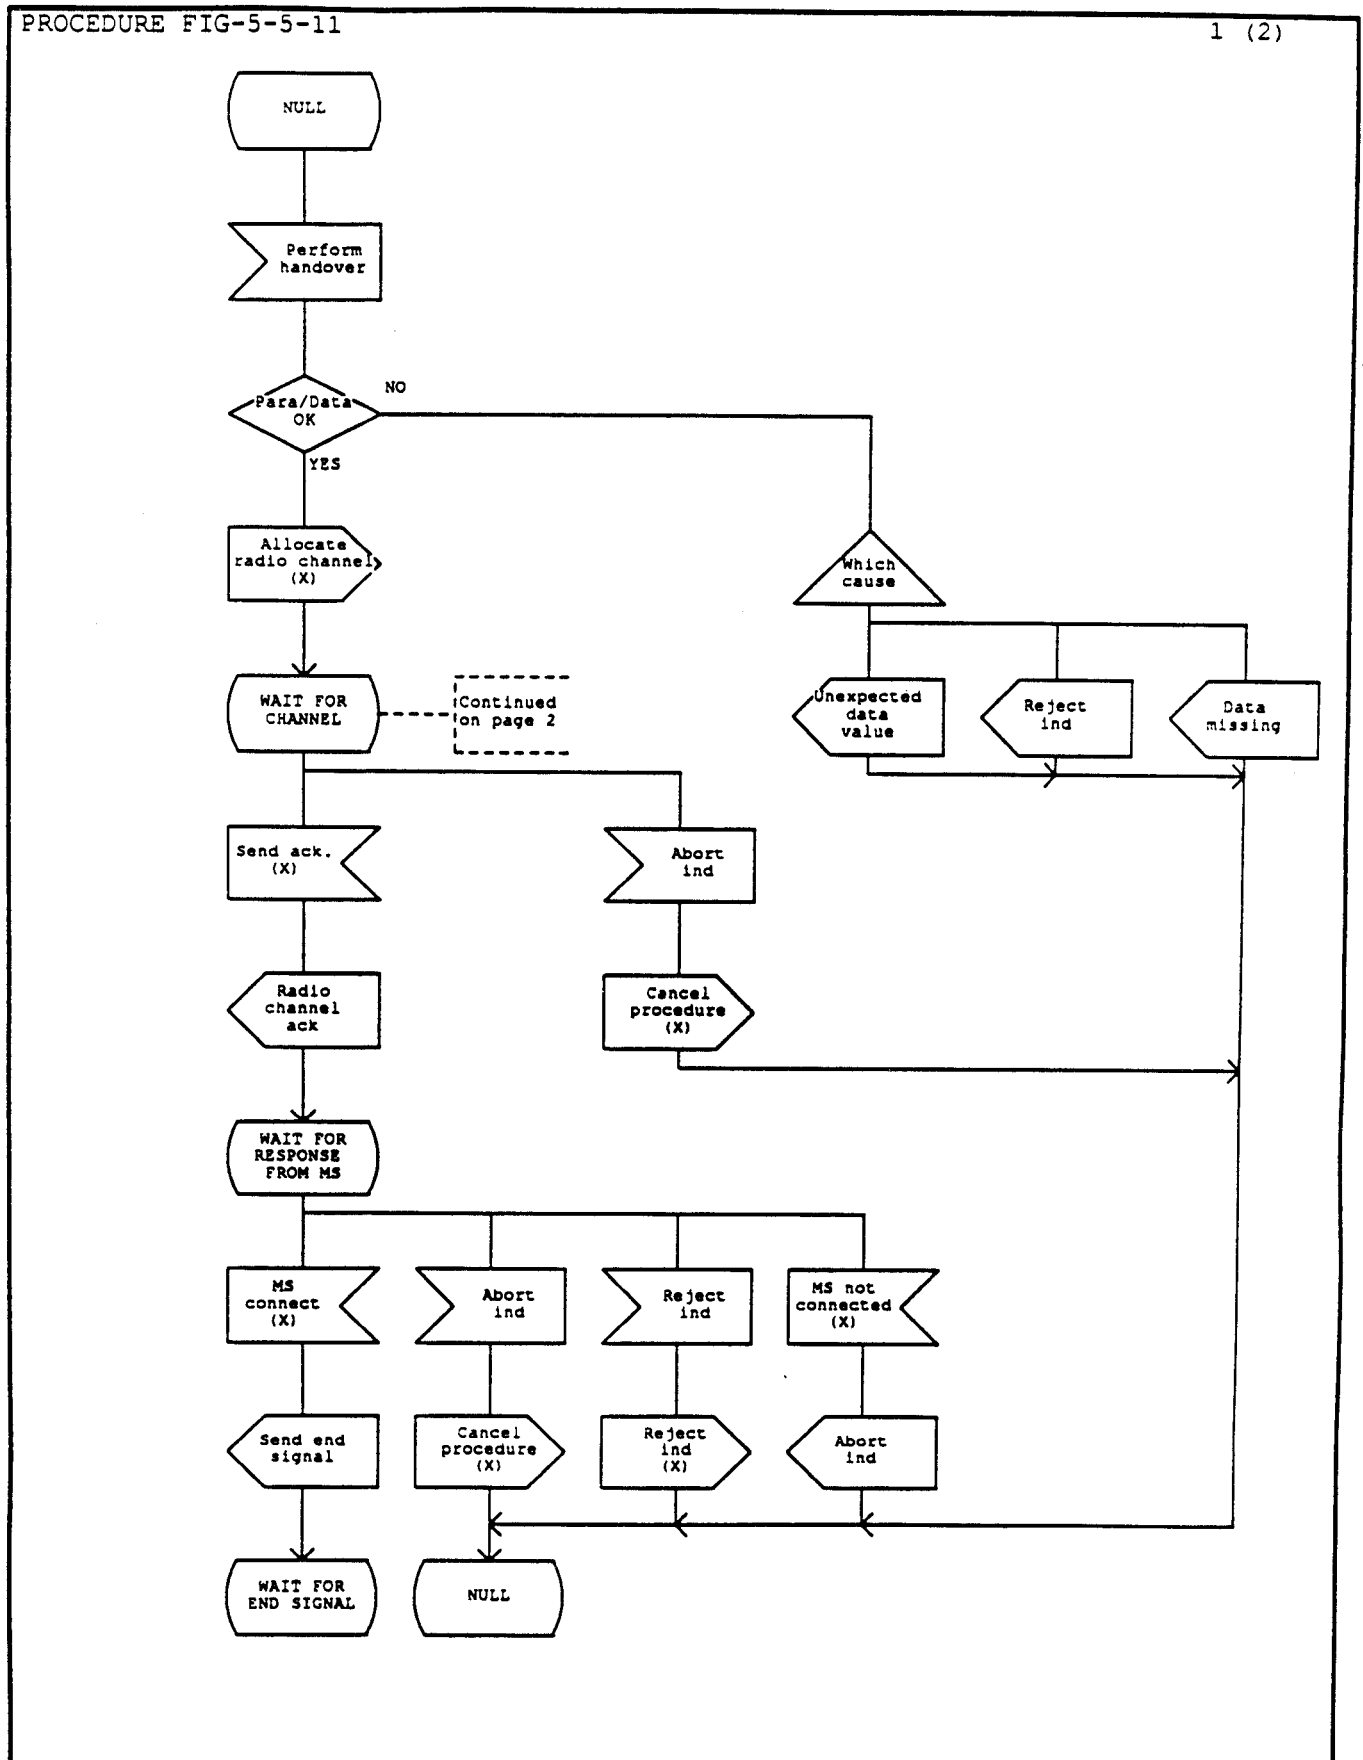 PROCEDURE FIG-5-5-11
1 (2)
NULL
Perform
handover
Para/Data
OK
NO
YES
Allocate
radio channel
(X)
Which
cause
WAIT FOR
CHANNEL
Continued
on page 2
Unexpected
data
value
Reject
ind
Data
missing
Send ack.
(X)
Abort
ind
Radio
channel
ack
Cancel
procedure
(X)
WAIT FOR
RESPONSE
FROM MS
MS
connect
(X)
Abort
ind
Reject
ind
MS not
connected
(X)
Send end
signal
Cancel
procedure
(X)
Reject
ind
(X)
Abort
ind
WAIT FOR
END SIGNAL
NULL